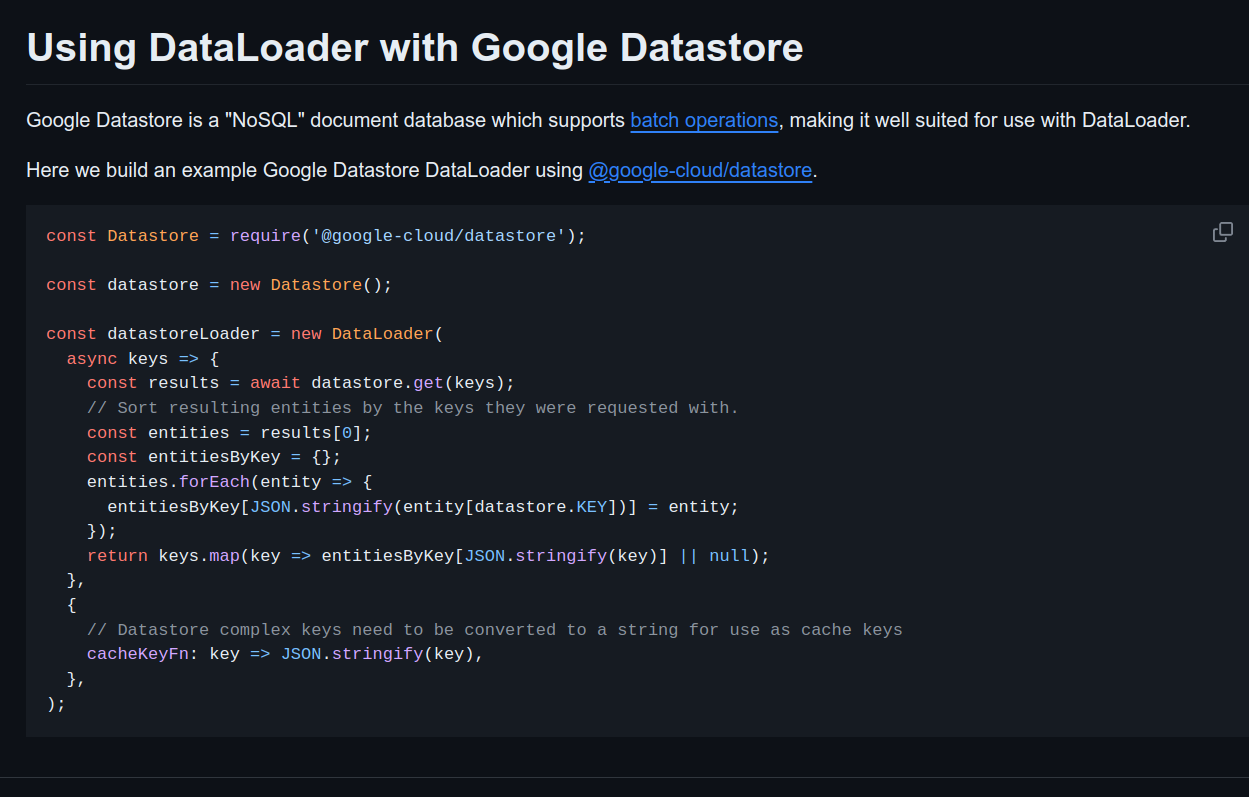 Using DataLoader with Google Datastore
Google Datastore is a "NoSQL" document database which supports batch operations, making it well suited for use with DataLoader.
Here we build an example Google Datastore DataLoader using @google-cloud/datastore.
const Datastore = require('@google-cloud/datastore');

const datastore = new Datastore();

const datastoreLoader = new DataLoader(
  async keys => {
    const results = await datastore.get(keys);
    // Sort resulting entities by the keys they were requested with.
    const entities = results[0];
    const entitiesByKey = {};
    entities.forEach(entity => {
      entitiesByKey[JSON.stringify(entity[datastore.KEY])] = entity;
    });
    return keys.map(key => entitiesByKey[JSON.stringify(key)] || null);
  },
  {
    // Datastore complex keys need to be converted to a string for use as cache keys
    cacheKeyFn: key => JSON.stringify(key),
  },
);